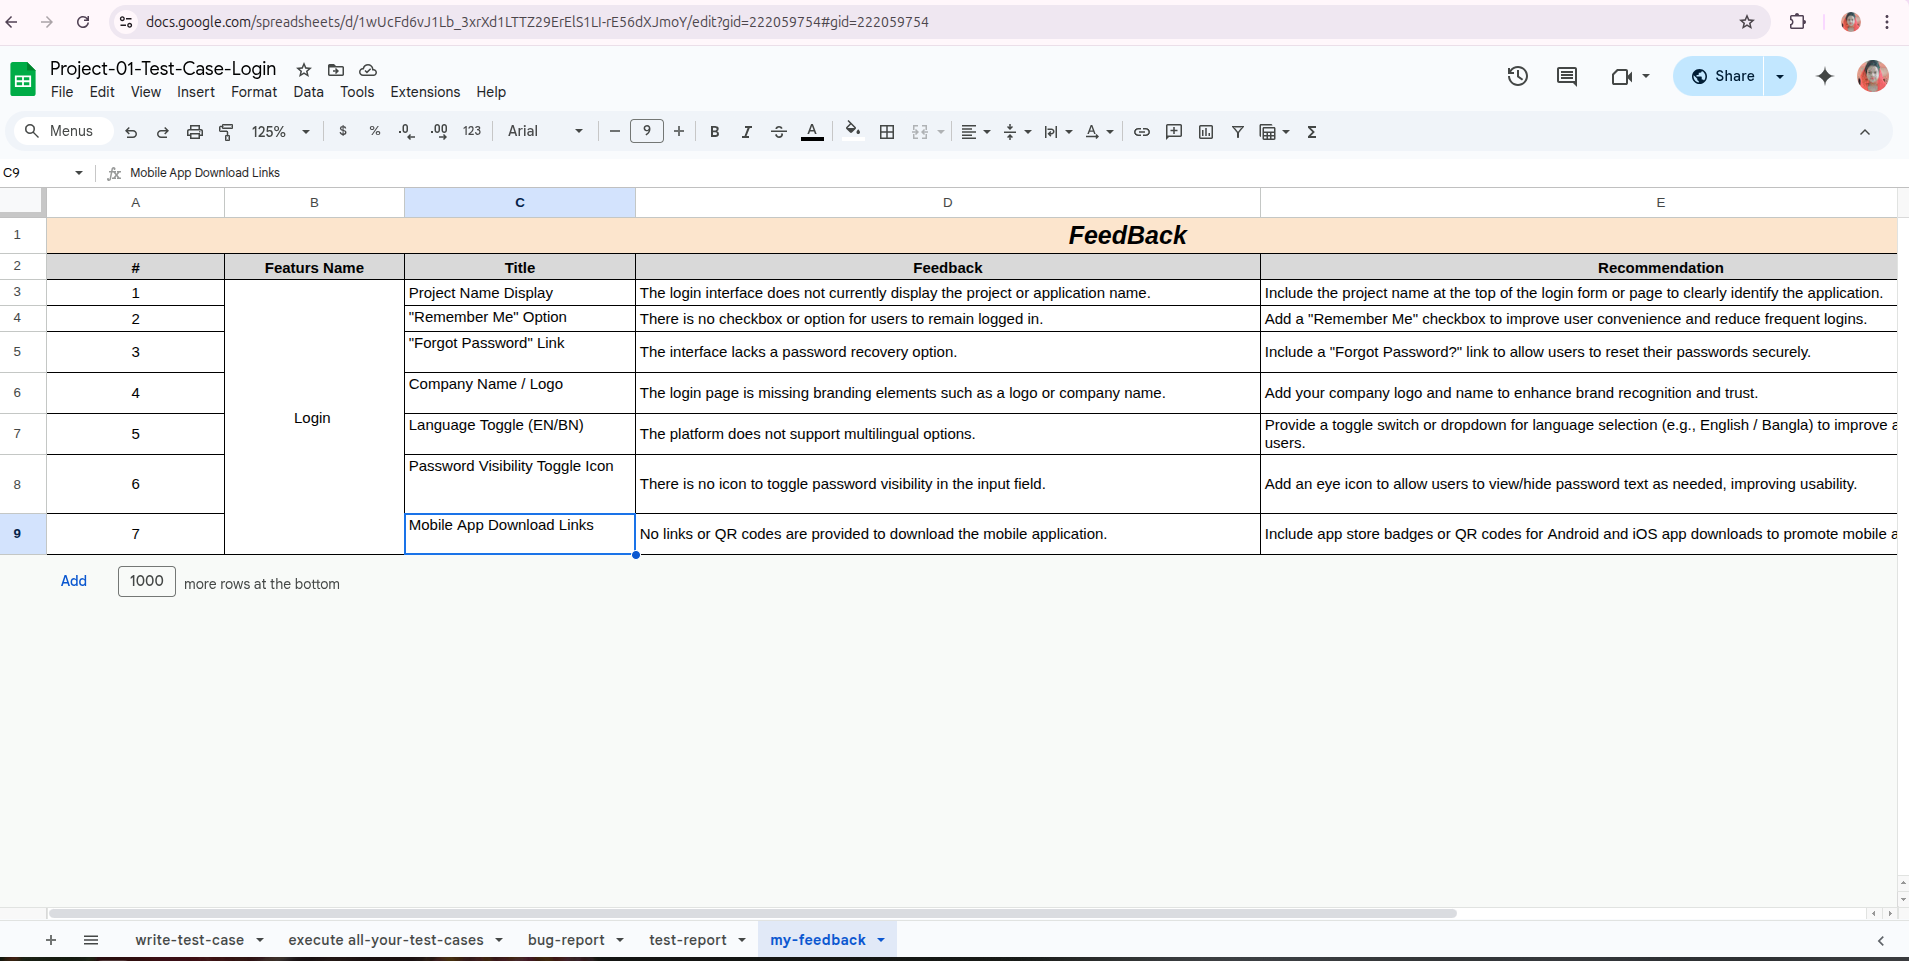 docs.google.com/spreadsheets/d/1wUcFd6vJ1Lb_3xrXd1LTTZ29ErElS1LI-rE56dXJmoY/edit?gid=222059754#gid=222059754
Project-01-Test-Case-Login
File Edit View Insert Format Data Tools Extensions Help
Share
Menus 125% $ % .0 .00 123 Arial 9 B I A A Σ
C9 fx Mobile App Download Links
A B C D E
1 FeedBack
2 # Featurs Name Title Feedback Recommendation
3 1 Project Name Display The login interface does not currently display the project or application name. Include the project name at the top of the login form or page to clearly identify the application.
4 2 "Remember Me" Option There is no checkbox or option for users to remain logged in. Add a "Remember Me" checkbox to improve user convenience and reduce frequent logins.
5 3 "Forgot Password" Link The interface lacks a password recovery option. Include a "Forgot Password?" link to allow users to reset their passwords securely.
6 4 Company Name / Logo The login page is missing branding elements such as a logo or company name. Add your company logo and name to enhance brand recognition and trust.
Login
7 5 Language Toggle (EN/BN) The platform does not support multilingual options. Provide a toggle switch or dropdown for language selection (e.g., English / Bangla) to improve a
users.
8 6 Password Visibility Toggle Icon There is no icon to toggle password visibility in the input field. Add an eye icon to allow users to view/hide password text as needed, improving usability.
9 7 Mobile App Download Links No links or QR codes are provided to download the mobile application. Include app store badges or QR codes for Android and iOS app downloads to promote mobile a
Add 1000 more rows at the bottom
write-test-case execute all-your-test-cases bug-report test-report my-feedback